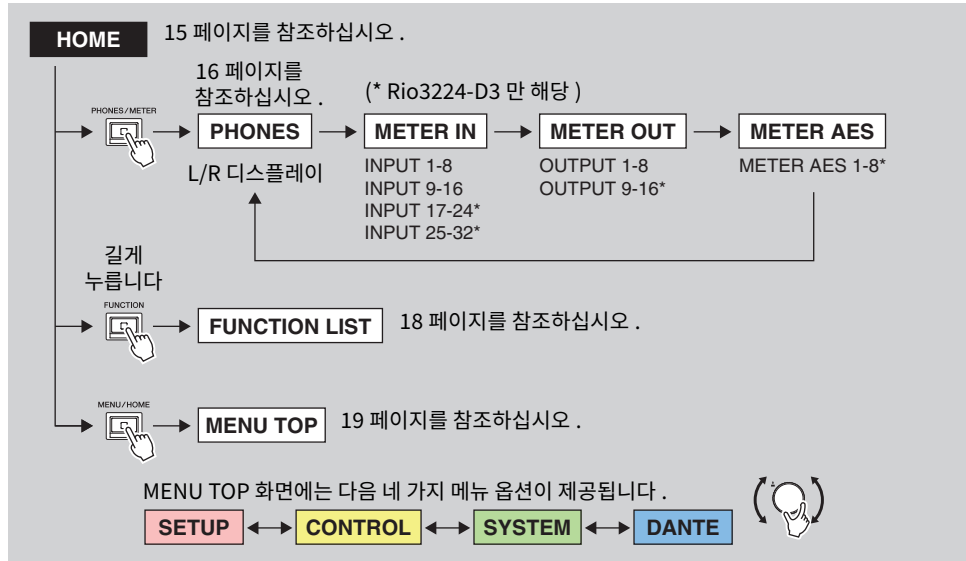 HOME
15 페이지를 참조하십시오 .
16 페이지를
참조하십시오 .
(* Rio3224-D3 만 해당 )
PHONES/METER
PHONES
METER IN
METER OUT
METER AES
L/R 디스플레이
INPUT 1-8
INPUT 9-16
INPUT 17-24*
INPUT 25-32*
OUTPUT 1-8
OUTPUT 9-16*
METER AES 1-8*
길게
누릅니다
FUNCTION
FUNCTION LIST
18 페이지를 참조하십시오 .
MENU/HOME
MENU TOP
19 페이지를 참조하십시오 .
MENU TOP 화면에는 다음 네 가지 메뉴 옵션이 제공됩니다 .
SETUP
CONTROL
SYSTEM
DANTE